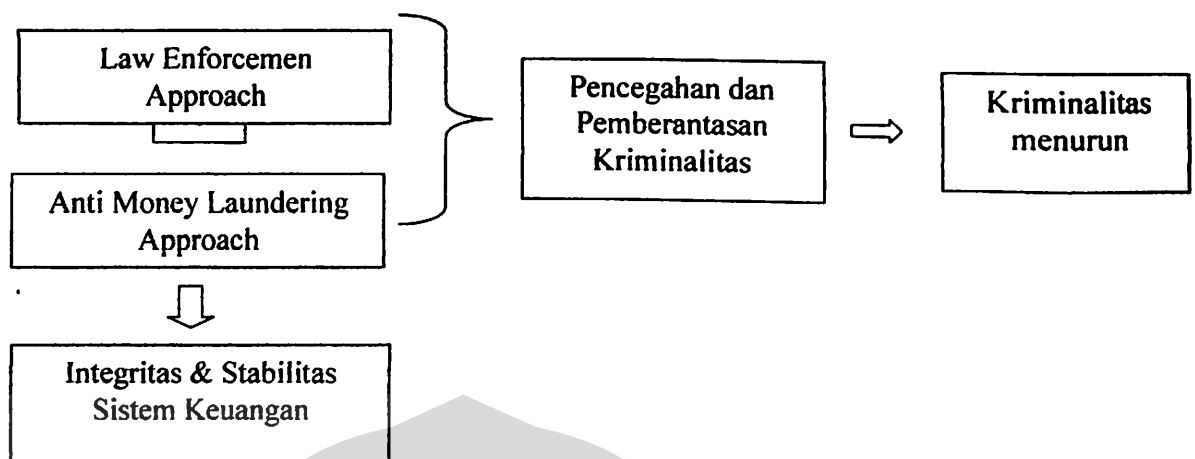 Law Enforcemen
Approach
Anti Money Laundering
Approach
Integritas & Stabilitas
Sistem Keuangan
Pencegahan dan
Pemberantasan
Kriminalitas
Kriminalitas
menurun